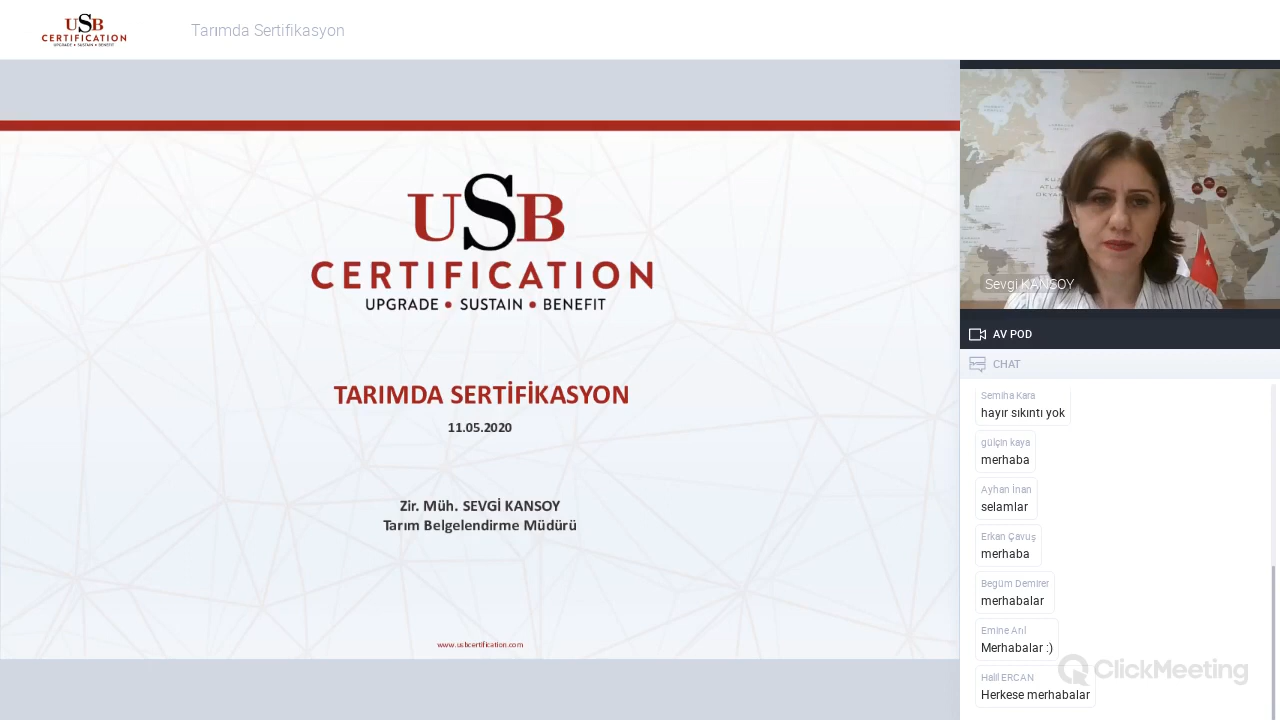 USB
CERTIFICATION
UPGRADE • SUSTAIN • BENEFIT
Tarımda Sertifikasyon
USB
CERTIFICATION
UPGRADE • SUSTAIN • BENEFIT
TARIMDA SERTİFİKASYON
11.05.2020
Zir. Müh. SEVGİ KANSOY
Tarım Belgelendirme Müdürü
www.usbcertification.com
Sevgi KANSOY
AV POD
CHAT
Semiha Kara
hayır sıkıntı yok
gülçin kaya
merhaba
Ayhan İnan
selamlar
Erkan Çavuş
merhaba
Begüm Demirer
merhabalar
Emine Arıl
Merhabalar :)
Halil ERCAN
Herkese merhabalar
ClickMeeting